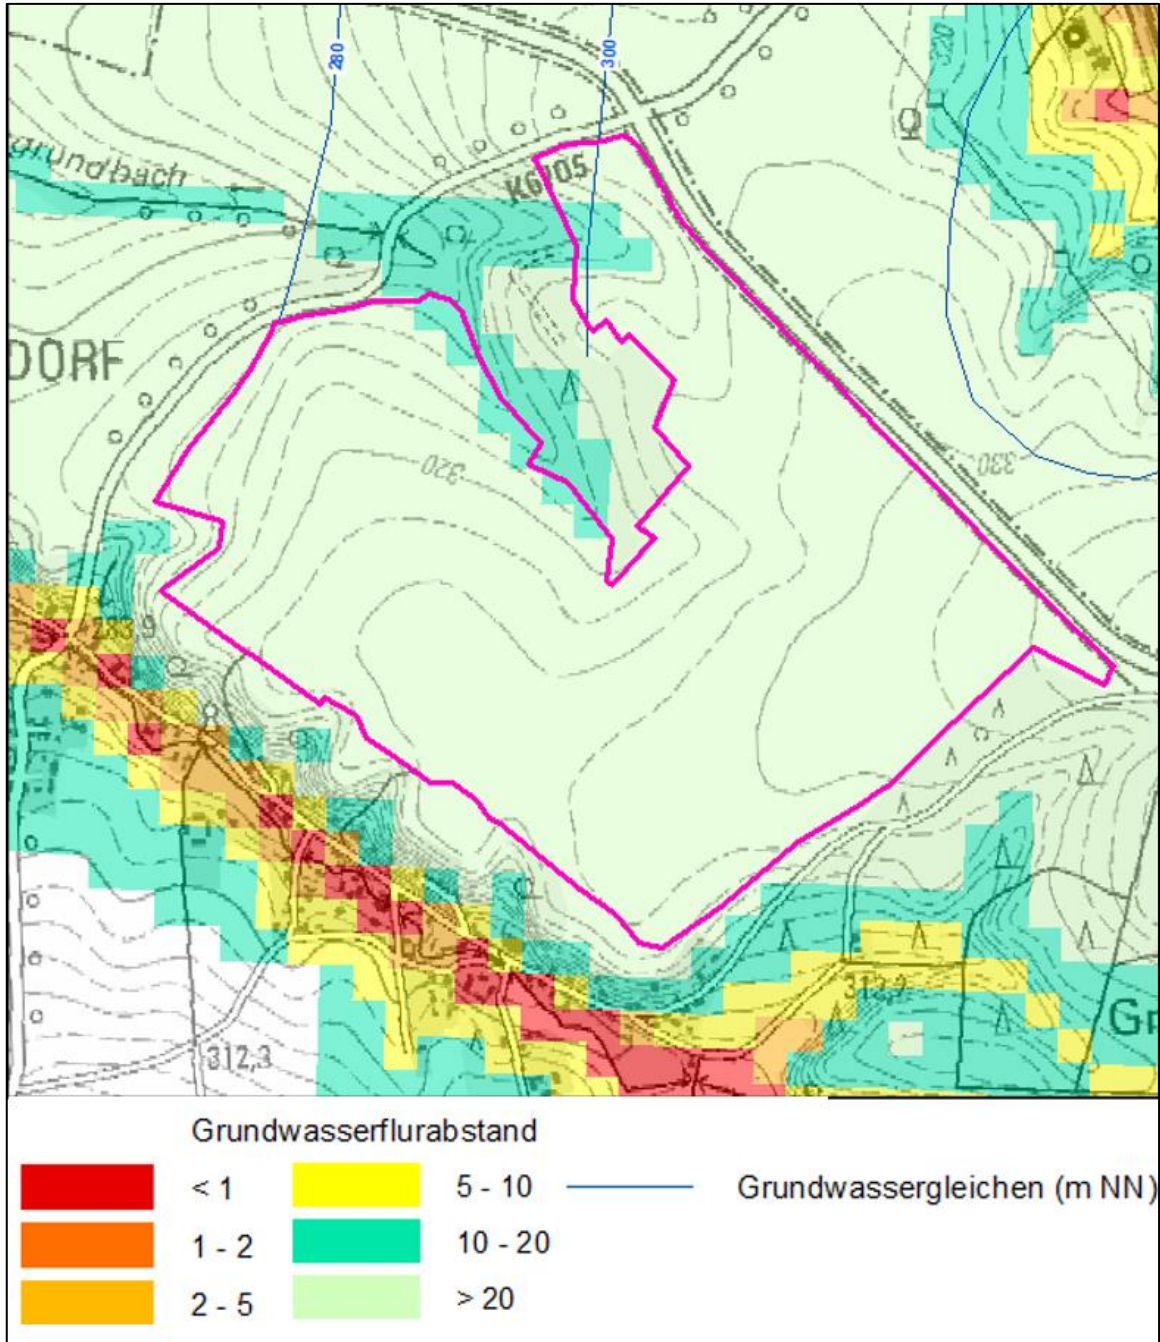 280
300
320
grundbach
K6705
DORF
320
330
312,2
Gr
312,3
Grundwasserflurabstand
< 1
5 - 10
Grundwassergleichen (m NN)
1 - 2
10 - 20
2 - 5
> 20